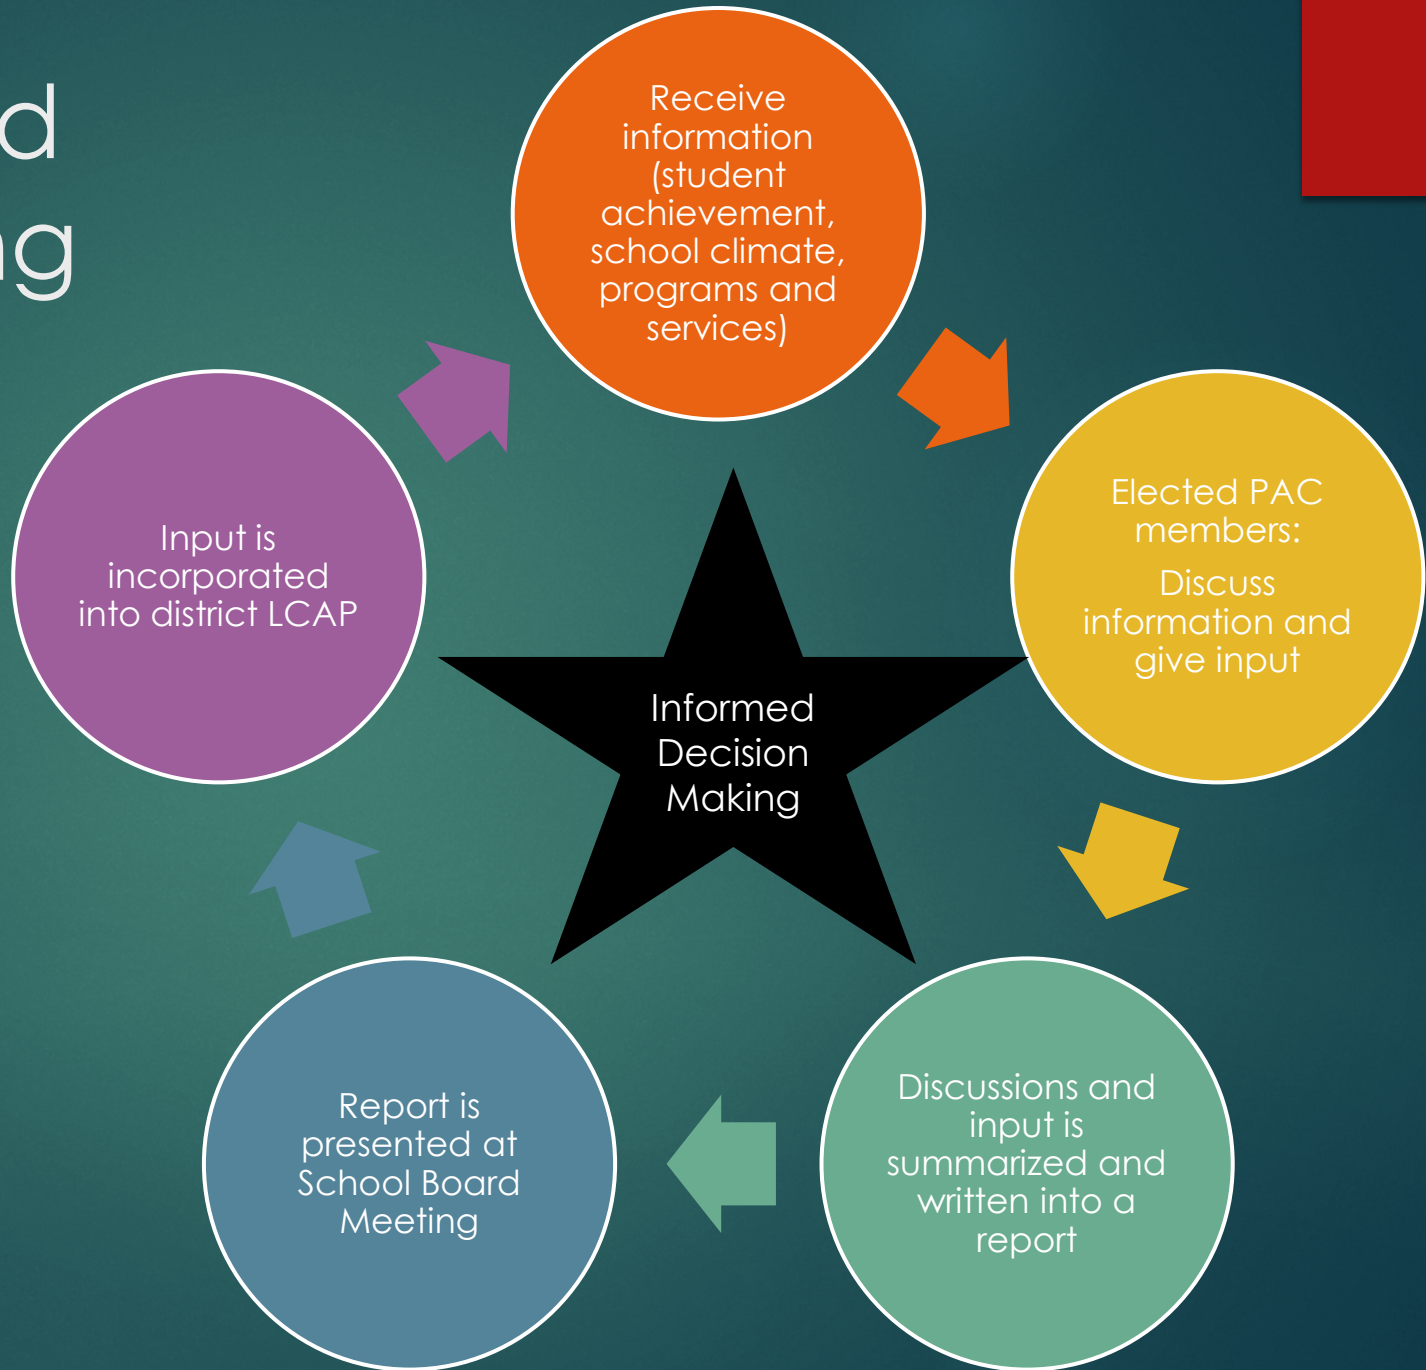 Receive
information
(student
achievement,
school climate,
programs and
services)
Elected PAC
members:
Discuss
information and
give input
Discussions and
input is
summarized and
written into a
report
Report is
presented at
School Board
Meeting
Input is
incorporated
into district LCAP
Informed
Decision
Making